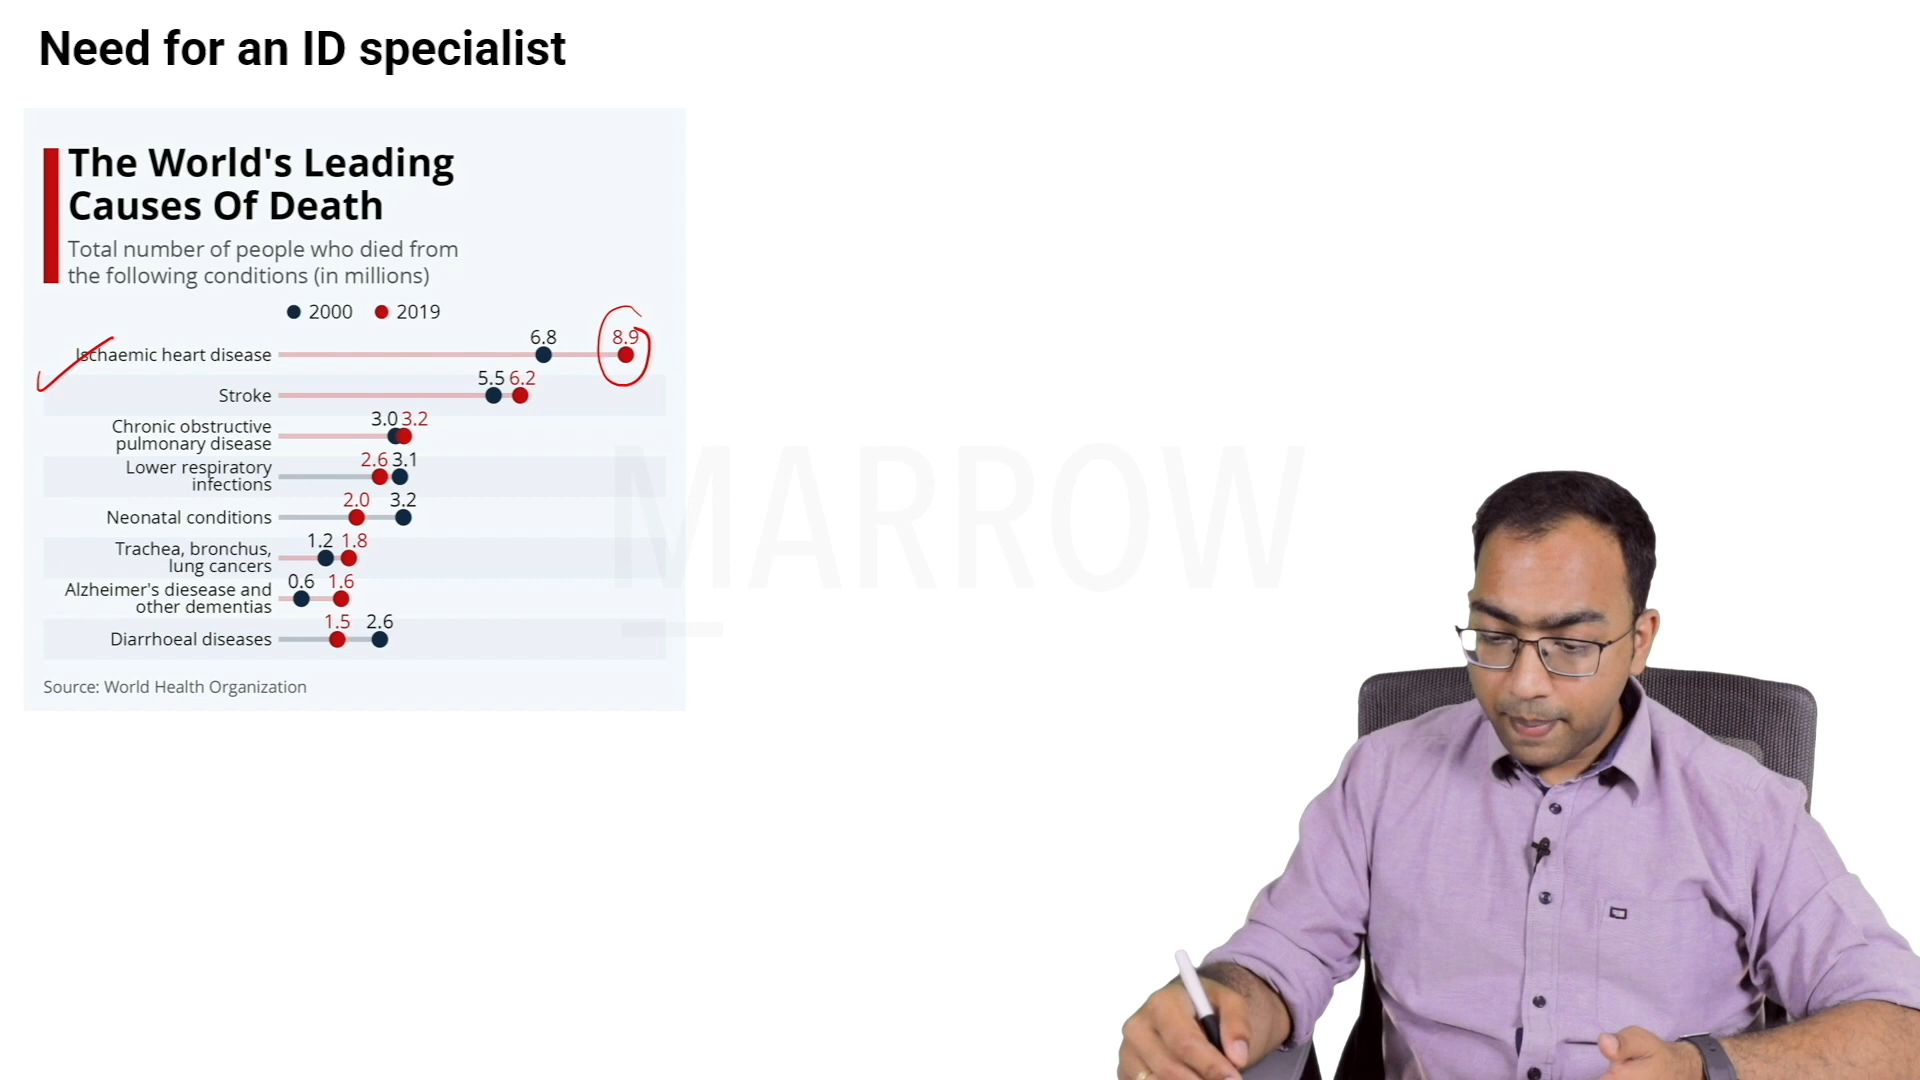 Need for an ID specialist
The World's Leading
Causes Of Death
Total number of people who died from
the following conditions (in millions)
2000 2019
6.8 8.9
Ischaemic heart disease
5.5 6.2
Stroke
3.0 3.2
Chronic obstructive
pulmonary disease
2.6 3.1
Lower respiratory
infections
2.0 3.2
Neonatal conditions
1.2 1.8
Trachea, bronchus,
lung cancers
0.6 1.6
Alzheimer's diesease and
other dementias
1.5 2.6
Diarrhoeal diseases
Source: World Health Organization
MARROW